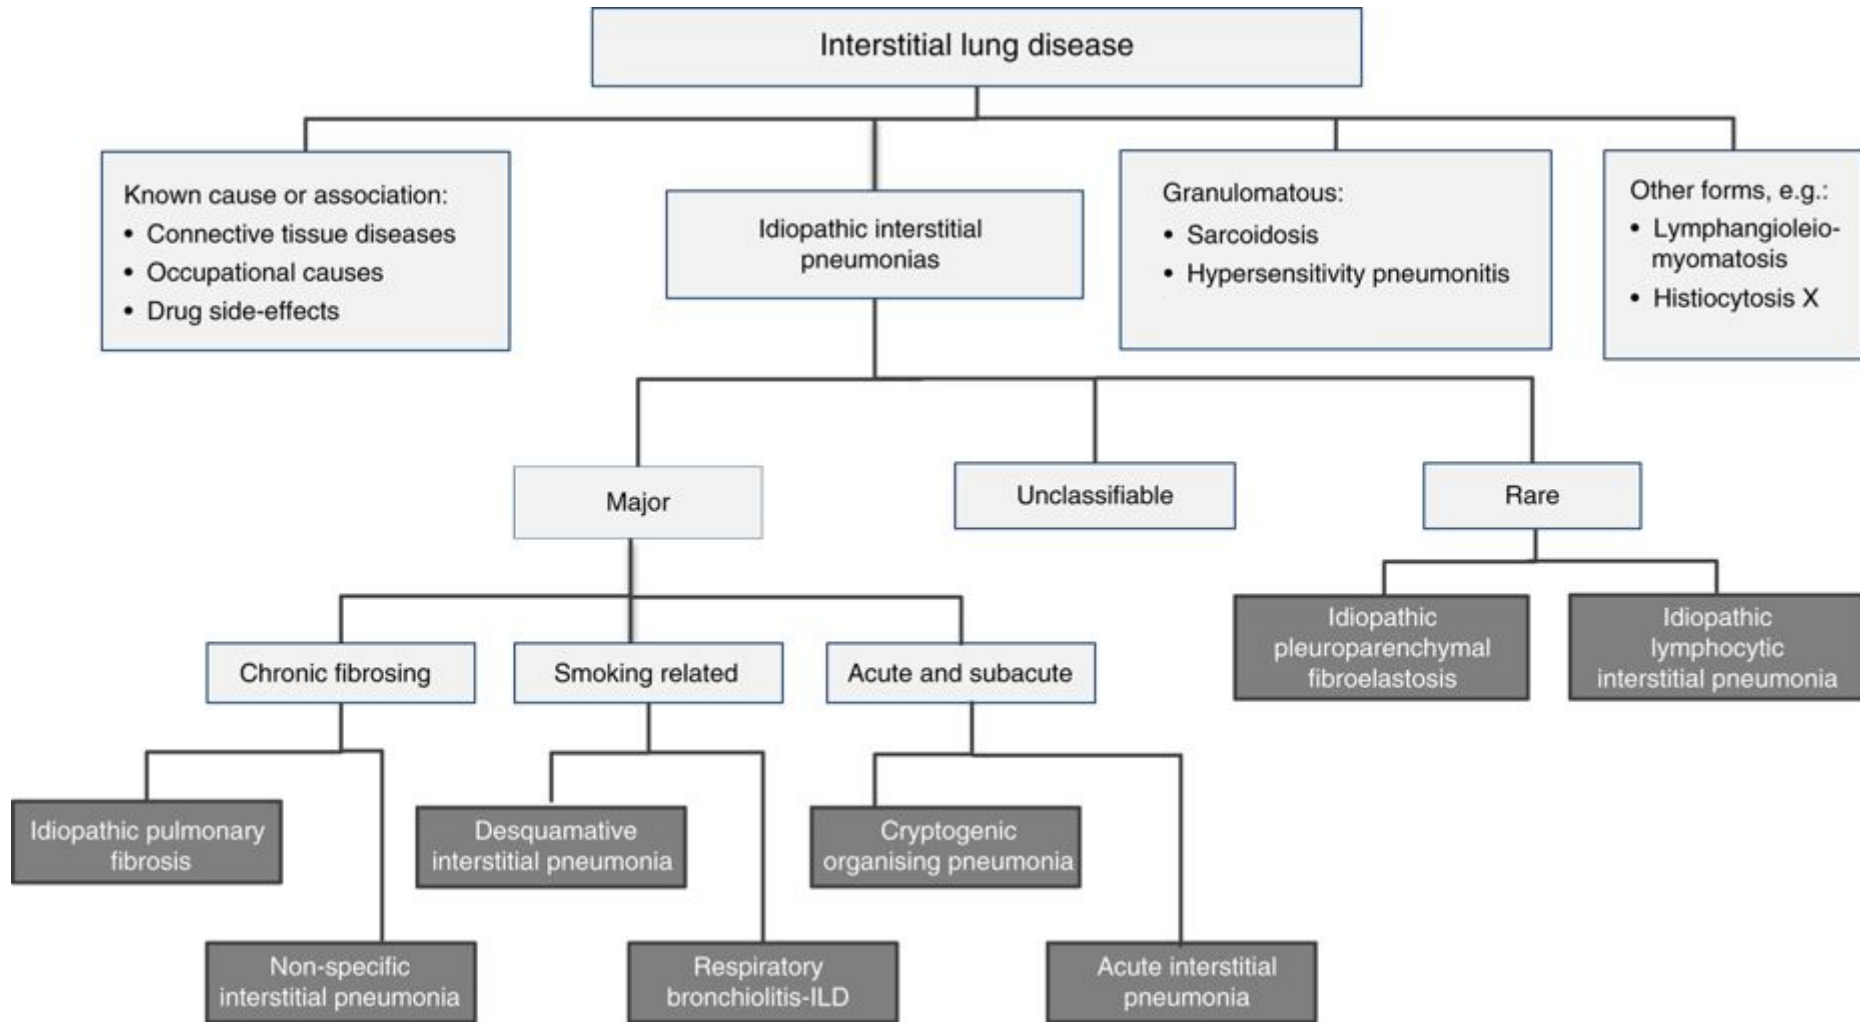 Interstitial lung disease
Known cause or association:
• Connective tissue diseases
• Occupational causes
• Drug side-effects
Idiopathic interstitial
pneumonias
Granulomatous:
• Sarcoidosis
• Hypersensitivity pneumonitis
Other forms, e.g.:
• Lymphangioleio-
myomatosis
• Histiocytosis X
Major
Unclassifiable
Rare
Chronic fibrosing
Smoking related
Acute and subacute
Idiopathic
pleuroparenchymal
fibroelastosis
Idiopathic
lymphocytic
interstitial pneumonia
Idiopathic pulmonary
fibrosis
Desquamative
interstitial pneumonia
Cryptogenic
organising pneumonia
Non-specific
interstitial pneumonia
Respiratory
bronchiolitis-ILD
Acute interstitial
pneumonia